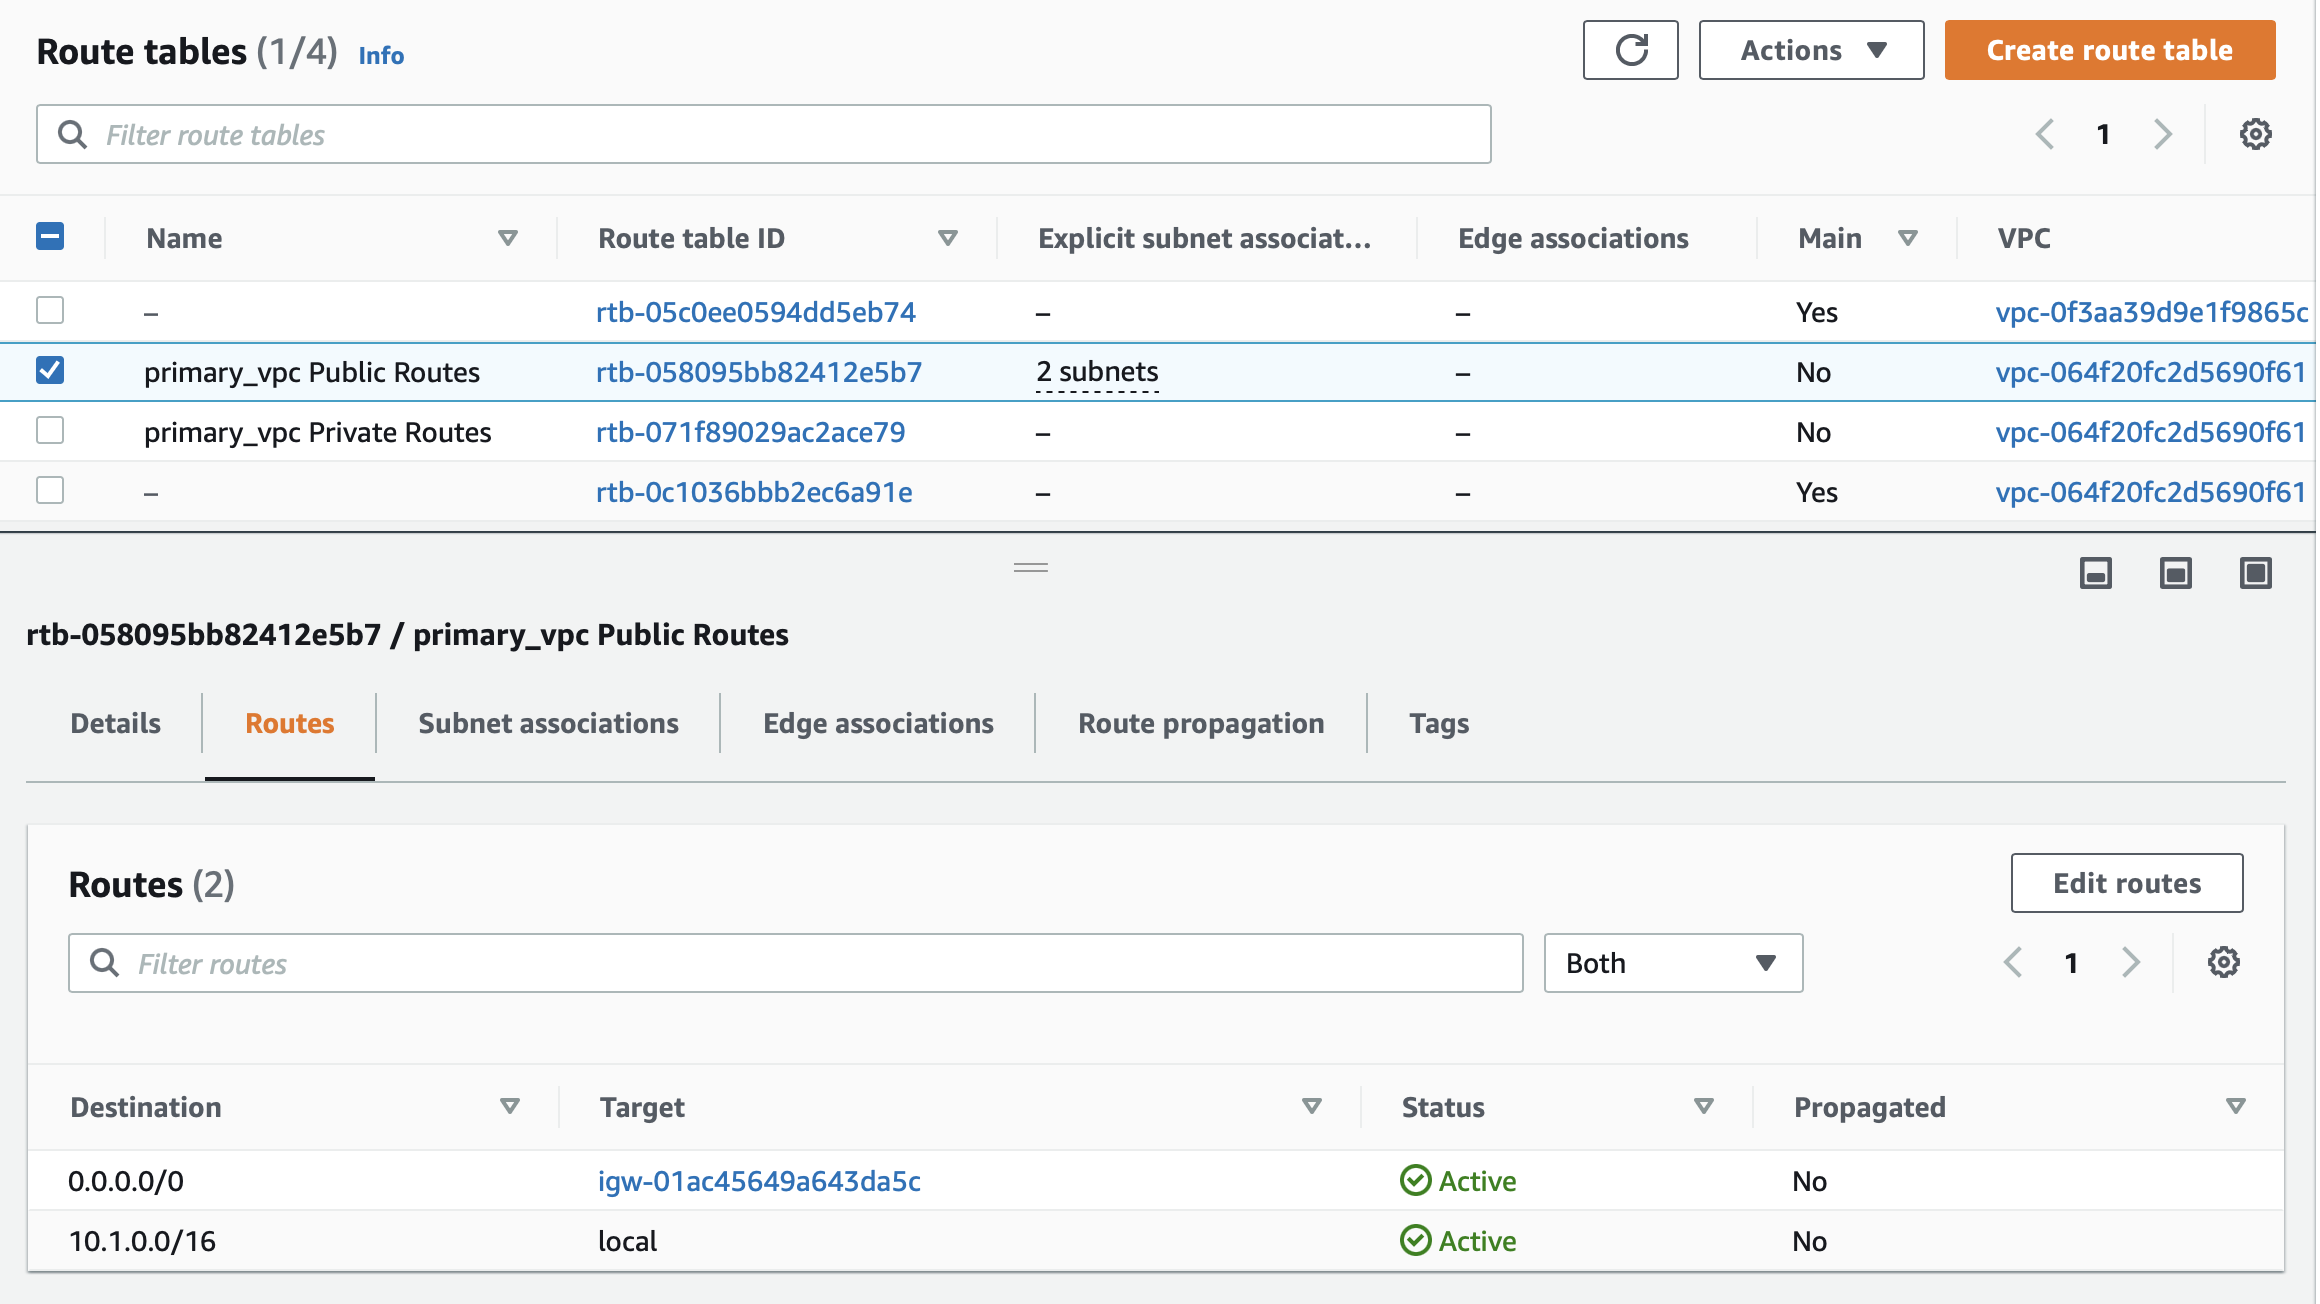 Route tables (1/4) Info
Actions
Create route table
Filter route tables
1
Name Route table ID Explicit subnet associat... Edge associations Main VPC
– rtb-05c0ee0594dd5eb74 – – Yes vpc-0f3aa39d9e1f9865c
primary_vpc Public Routes rtb-058095bb82412e5b7 2 subnets – No vpc-064f20fc2d5690f61
primary_vpc Private Routes rtb-071f89029ac2ace79 – – No vpc-064f20fc2d5690f61
– rtb-0c1036bbb2ec6a91e – – Yes vpc-064f20fc2d5690f61
rtb-058095bb82412e5b7 / primary_vpc Public Routes
Details Routes Subnet associations Edge associations Route propagation Tags
Routes (2)
Edit routes
Filter routes
Both
1
Destination Target Status Propagated
0.0.0.0/0 igw-01ac45649a643da5c Active No
10.1.0.0/16 local Active No